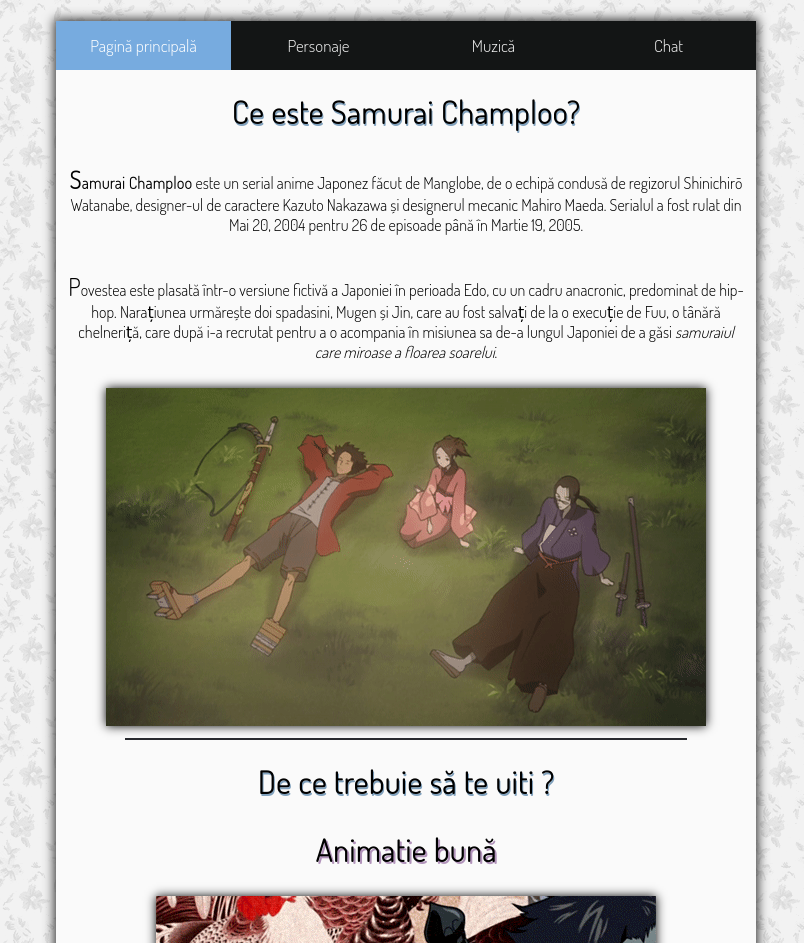 Pagină principală Personaje Muzică Chat
Ce este Samurai Champloo?
Samurai Champloo este un serial anime Japonez făcut de Manglobe, de o echipă condusă de regizorul Shinichirō
Watanabe, designer-ul de caractere Kazuto Nakazawa și designerul mecanic Mahiro Maeda. Serialul a fost rulat din
Mai 20, 2004 pentru 26 de episoade până în Martie 19, 2005.
Povestea este plasată într-o versiune fictivă a Japoniei în perioada Edo, cu un cadru anacronic, predominat de hip-
hop. Narațiunea urmărește doi spadasini, Mugen și Jin, care au fost salvați de la o execuție de Fuu, o tânără
chelneriță, care după i-a recrutat pentru a o acompania în misiunea sa de-a lungul Japoniei de a găsi samuraiul
care miroase a floarea soarelui.
De ce trebuie să te uiti ?
Animatie bună